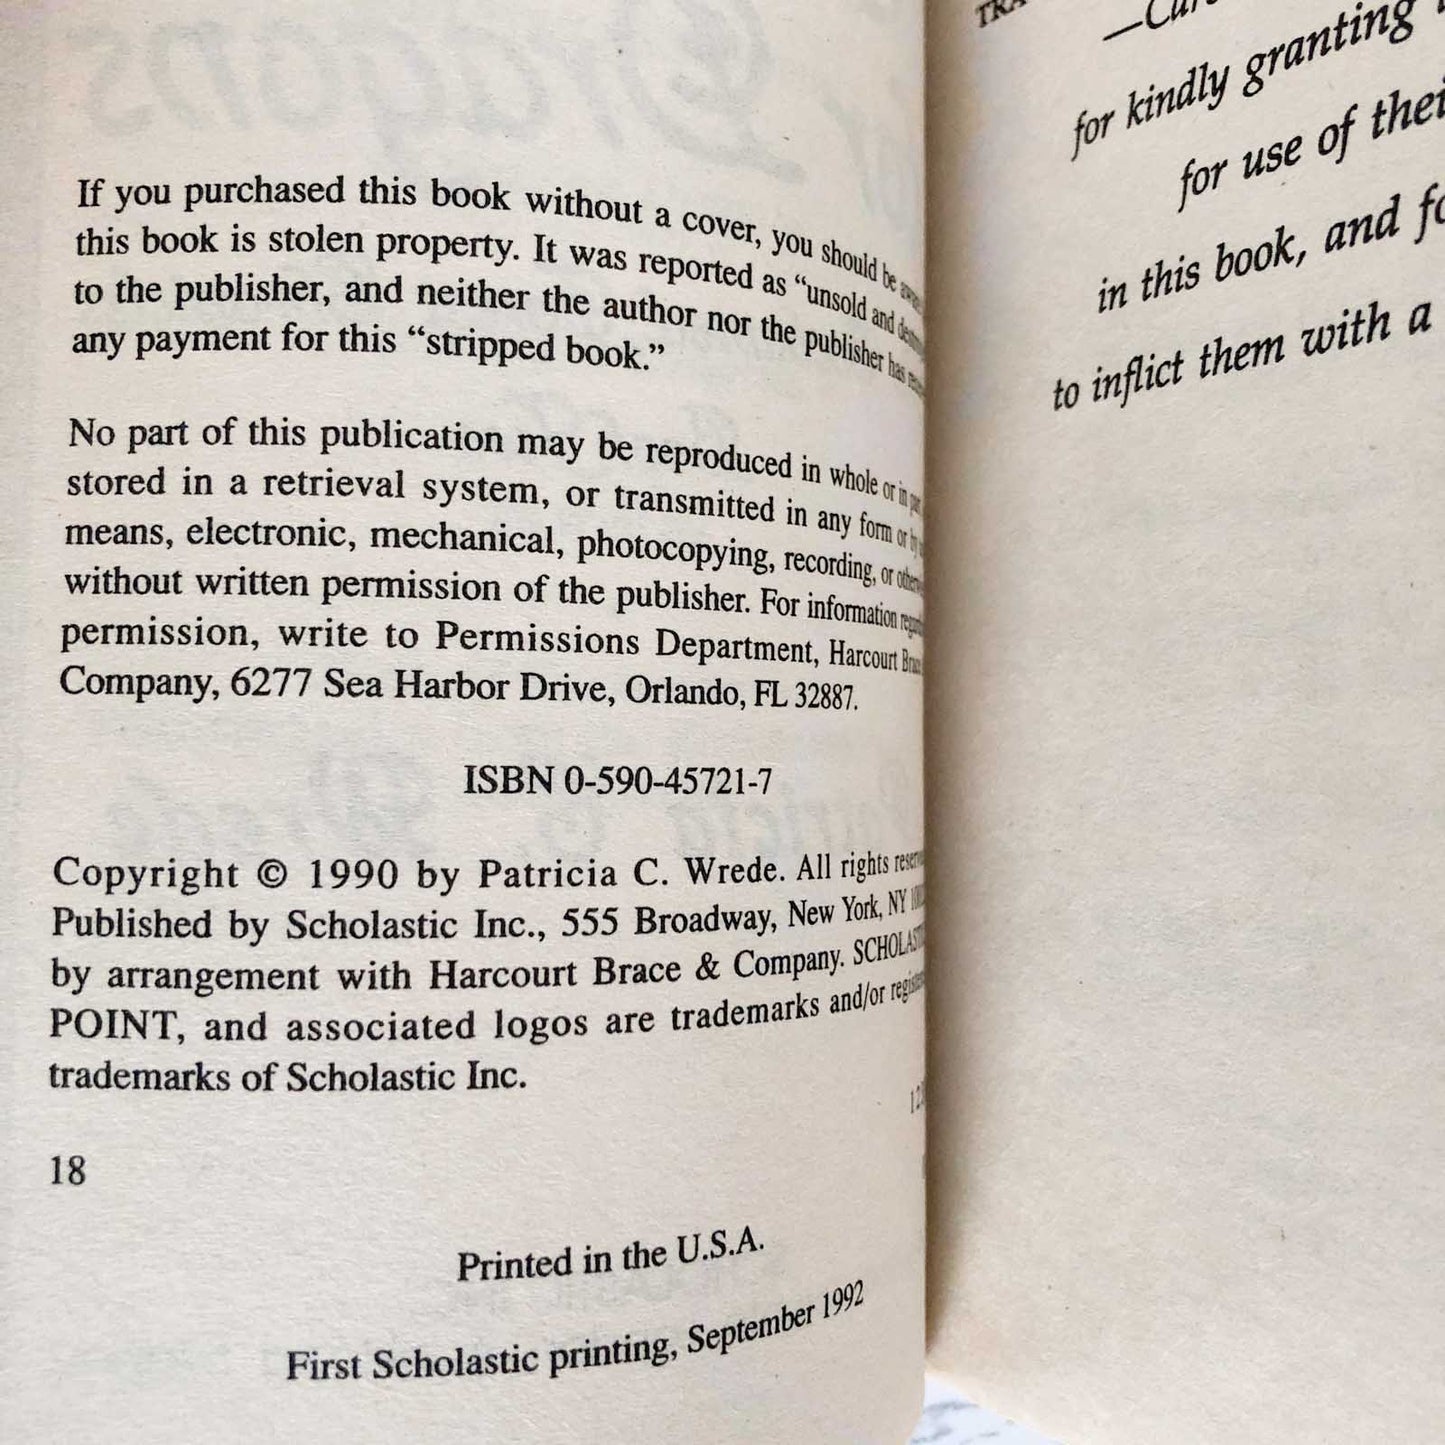 If you purchased this book without a cover, you should be aware
this book is stolen property. It was reported as “unsold and
to the publisher, and neither the author nor the publisher has
any payment for this “stripped book.”
No part of this publication may be reproduced in whole or in part
stored in a retrieval system, or transmitted in any form or by
means, electronic, mechanical, photocopying, recording, or
without written permission of the publisher. For information
permission, write to Permissions Department, Harcourt
Company, 6277 Sea Harbor Drive, Orlando, FL 32887.
ISBN 0-590-45721-7
Copyright © 1990 by Patricia C. Wrede. All rights
Published by Scholastic Inc., 555 Broadway, New York, NY
by arrangement with Harcourt Brace & Company. SCHOLASTIC
POINT, and associated logos are trademarks and/or
trademarks of Scholastic Inc.
18
Printed in the U.S.A.
First Scholastic printing, September 1992
for kindly granting
for use of
in this book, and
to inflict them with a